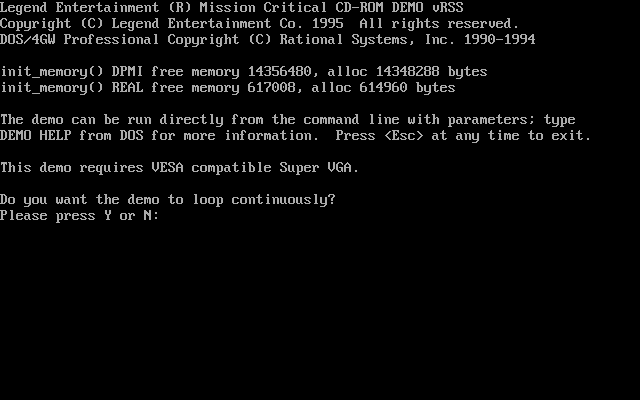 Legend Entertainment (R) Mission Critical CD-ROM DEMO vRSS
Copyright (C) Legend Entertainment Co. 1995  All rights reserved.
DOS/4GW Professional Copyright (C) Rational Systems, Inc. 1990-1994
init_memory() DPMI free memory 14356480, alloc 14348288 bytes
init_memory() REAL free memory 617008, alloc 614960 bytes
The demo can be run directly from the command line with parameters; type
DEMO HELP from DOS for more information.  Press <Esc> at any time to exit.
This demo requires VESA compatible Super VGA.
Do you want the demo to loop continuously?
Please press Y or N: